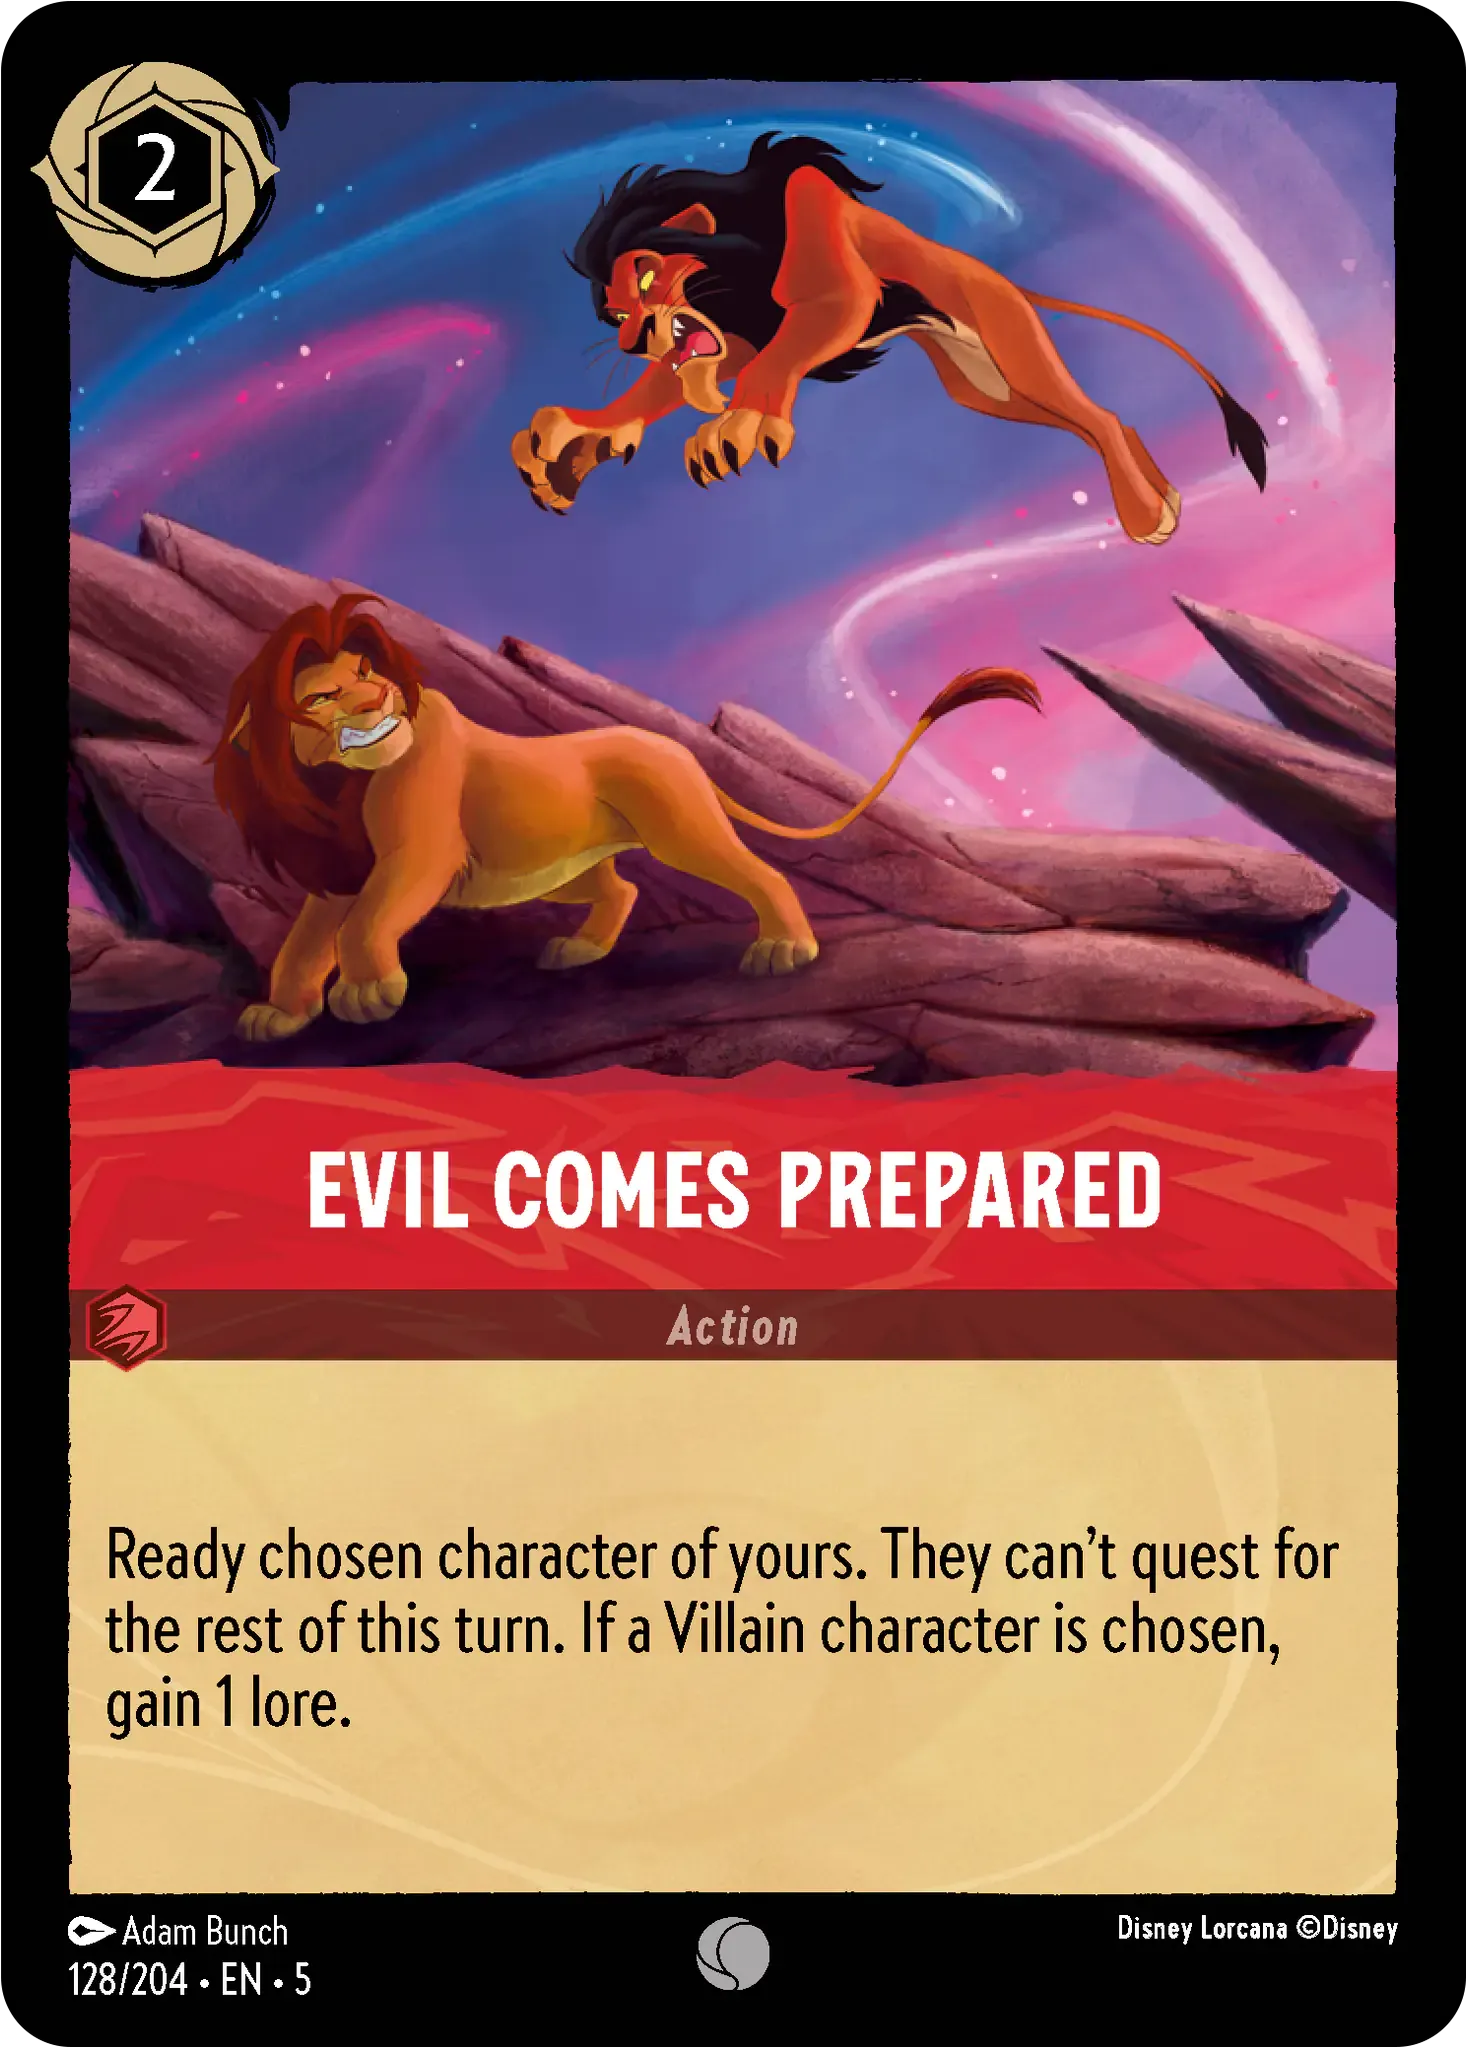 2
EVIL COMES PREPARED
Action
Ready chosen character of yours. They can’t quest for
the rest of this turn. If a Villain character is chosen,
gain 1 lore.
Adam Bunch
Disney Lorcana ©Disney
128/204 • EN • 5